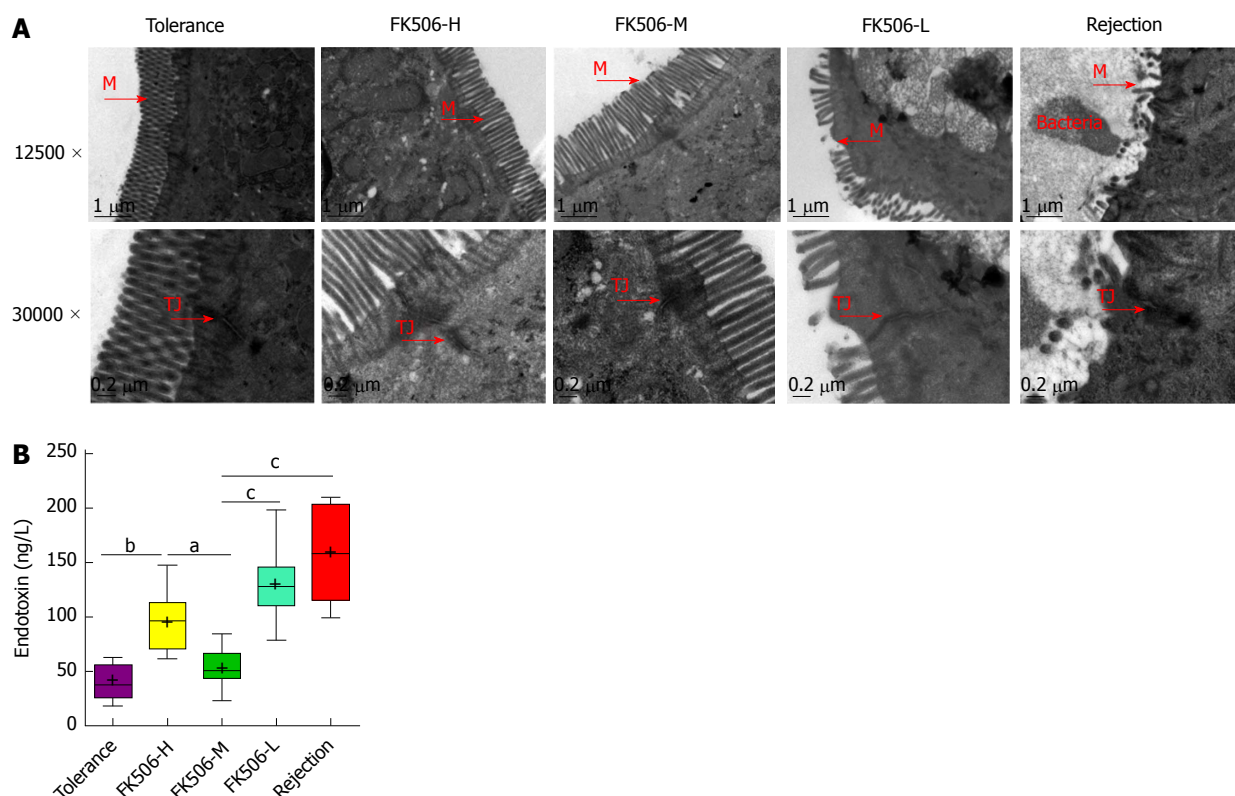 A
Tolerance FK506-H FK506-M FK506-L Rejection
12500 ×
M M M M M
Bacteria
1 μm 1 μm 1 μm 1 μm 1 μm
30000 ×
TJ TJ TJ TJ TJ
0.2 μm 0.2 μm 0.2 μm 0.2 μm 0.2 μm
B
Endotoxin (ng/L)
250
200
150
100
50
0
c
c
b a
Tolerance FK506-H FK506-M FK506-L Rejection